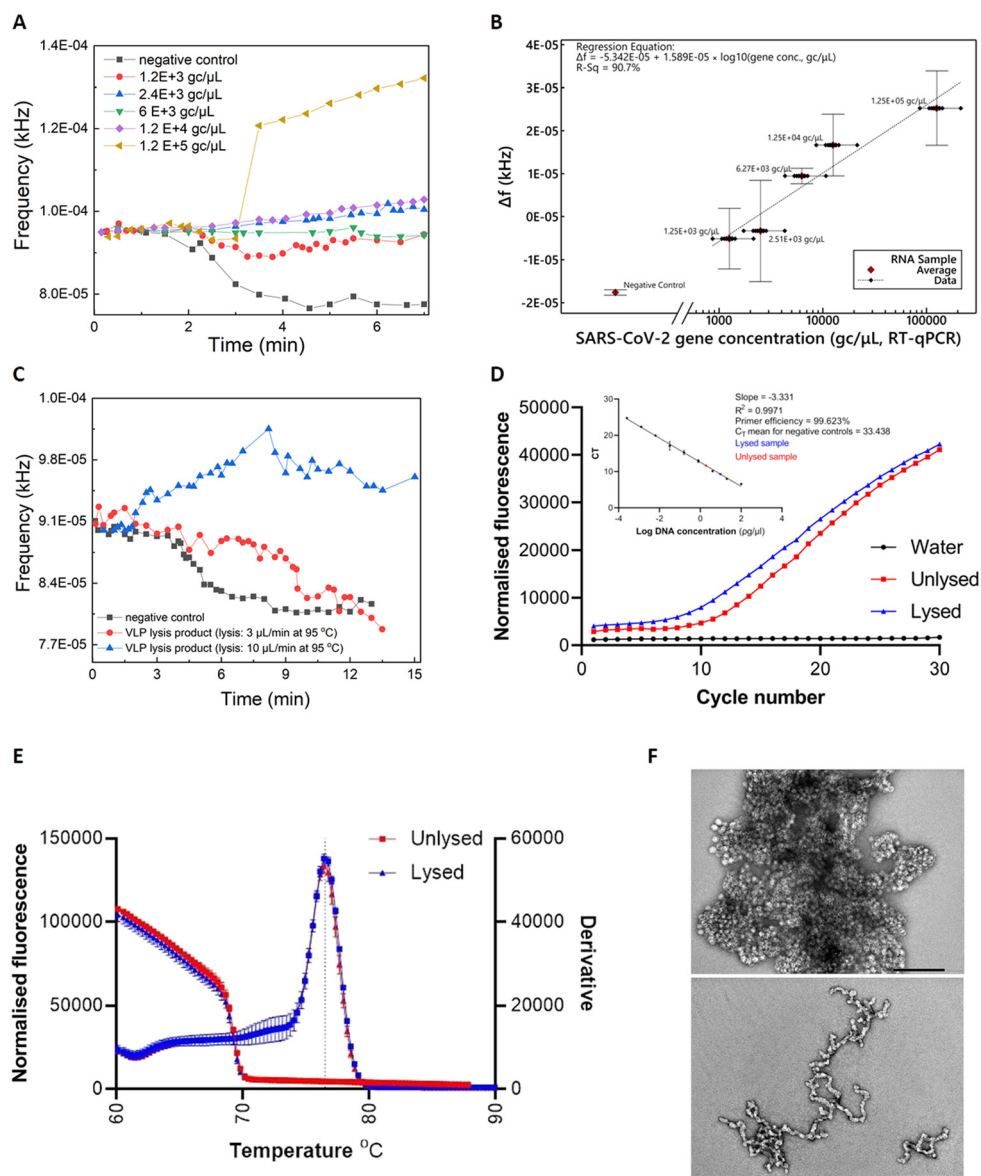 A
1.4E-04
1.2E-04
1.0E-04
8.0E-05
Frequency (kHz)
negative control
1.2E+3 gc/µL
2.4E+3 gc/µL
6 E+3 gc/µL
1.2 E+4 gc/µL
1.2 E+5 gc/µL
0 2 4 6
Time (min)
B
Regression Equation:
Δf = -5.342E-05 + 1.589E-05 × log10(gene conc., gc/µL)
R-Sq = 90.7%
4E-05
3E-05
2E-05
1E-05
0E-05
-1E-05
-2E-05
Δf (kHz)
1.25E+05 gc/µL
1.25E+04 gc/µL
6.27E+03 gc/µL
1.25E+03 gc/µL
2.51E+03 gc/µL
Negative Control
RNA Sample
Average
Data
1000 10000 100000
SARS-CoV-2 gene concentration (gc/µL, RT-qPCR)
C
1.0E-04
9.8E-05
9.1E-05
8.4E-05
7.7E-05
Frequency (kHz)
negative control
VLP lysis product (lysis: 3 µL/min at 95 °C)
VLP lysis product (lysis: 10 µL/min at 95 °C)
0 3 6 9 12 15
Time (min)
D
50000
40000
30000
20000
10000
0
Normalised fluorescence
30
20
10
0
CT
-4 -2 0 2 4
Log DNA concentration (pg/µl)
Slope = -3.331
R² = 0.9971
Primer efficiency = 99.623%
CT mean for negative controls = 33.438
Lysed sample
Unlysed sample
Water
Unlysed
Lysed
0 10 20 30
Cycle number
E
150000
100000
50000
0
Normalised fluorescence
Unlysed
Lysed
60000
40000
20000
0
Derivative
60 70 80 90
Temperature °C
F